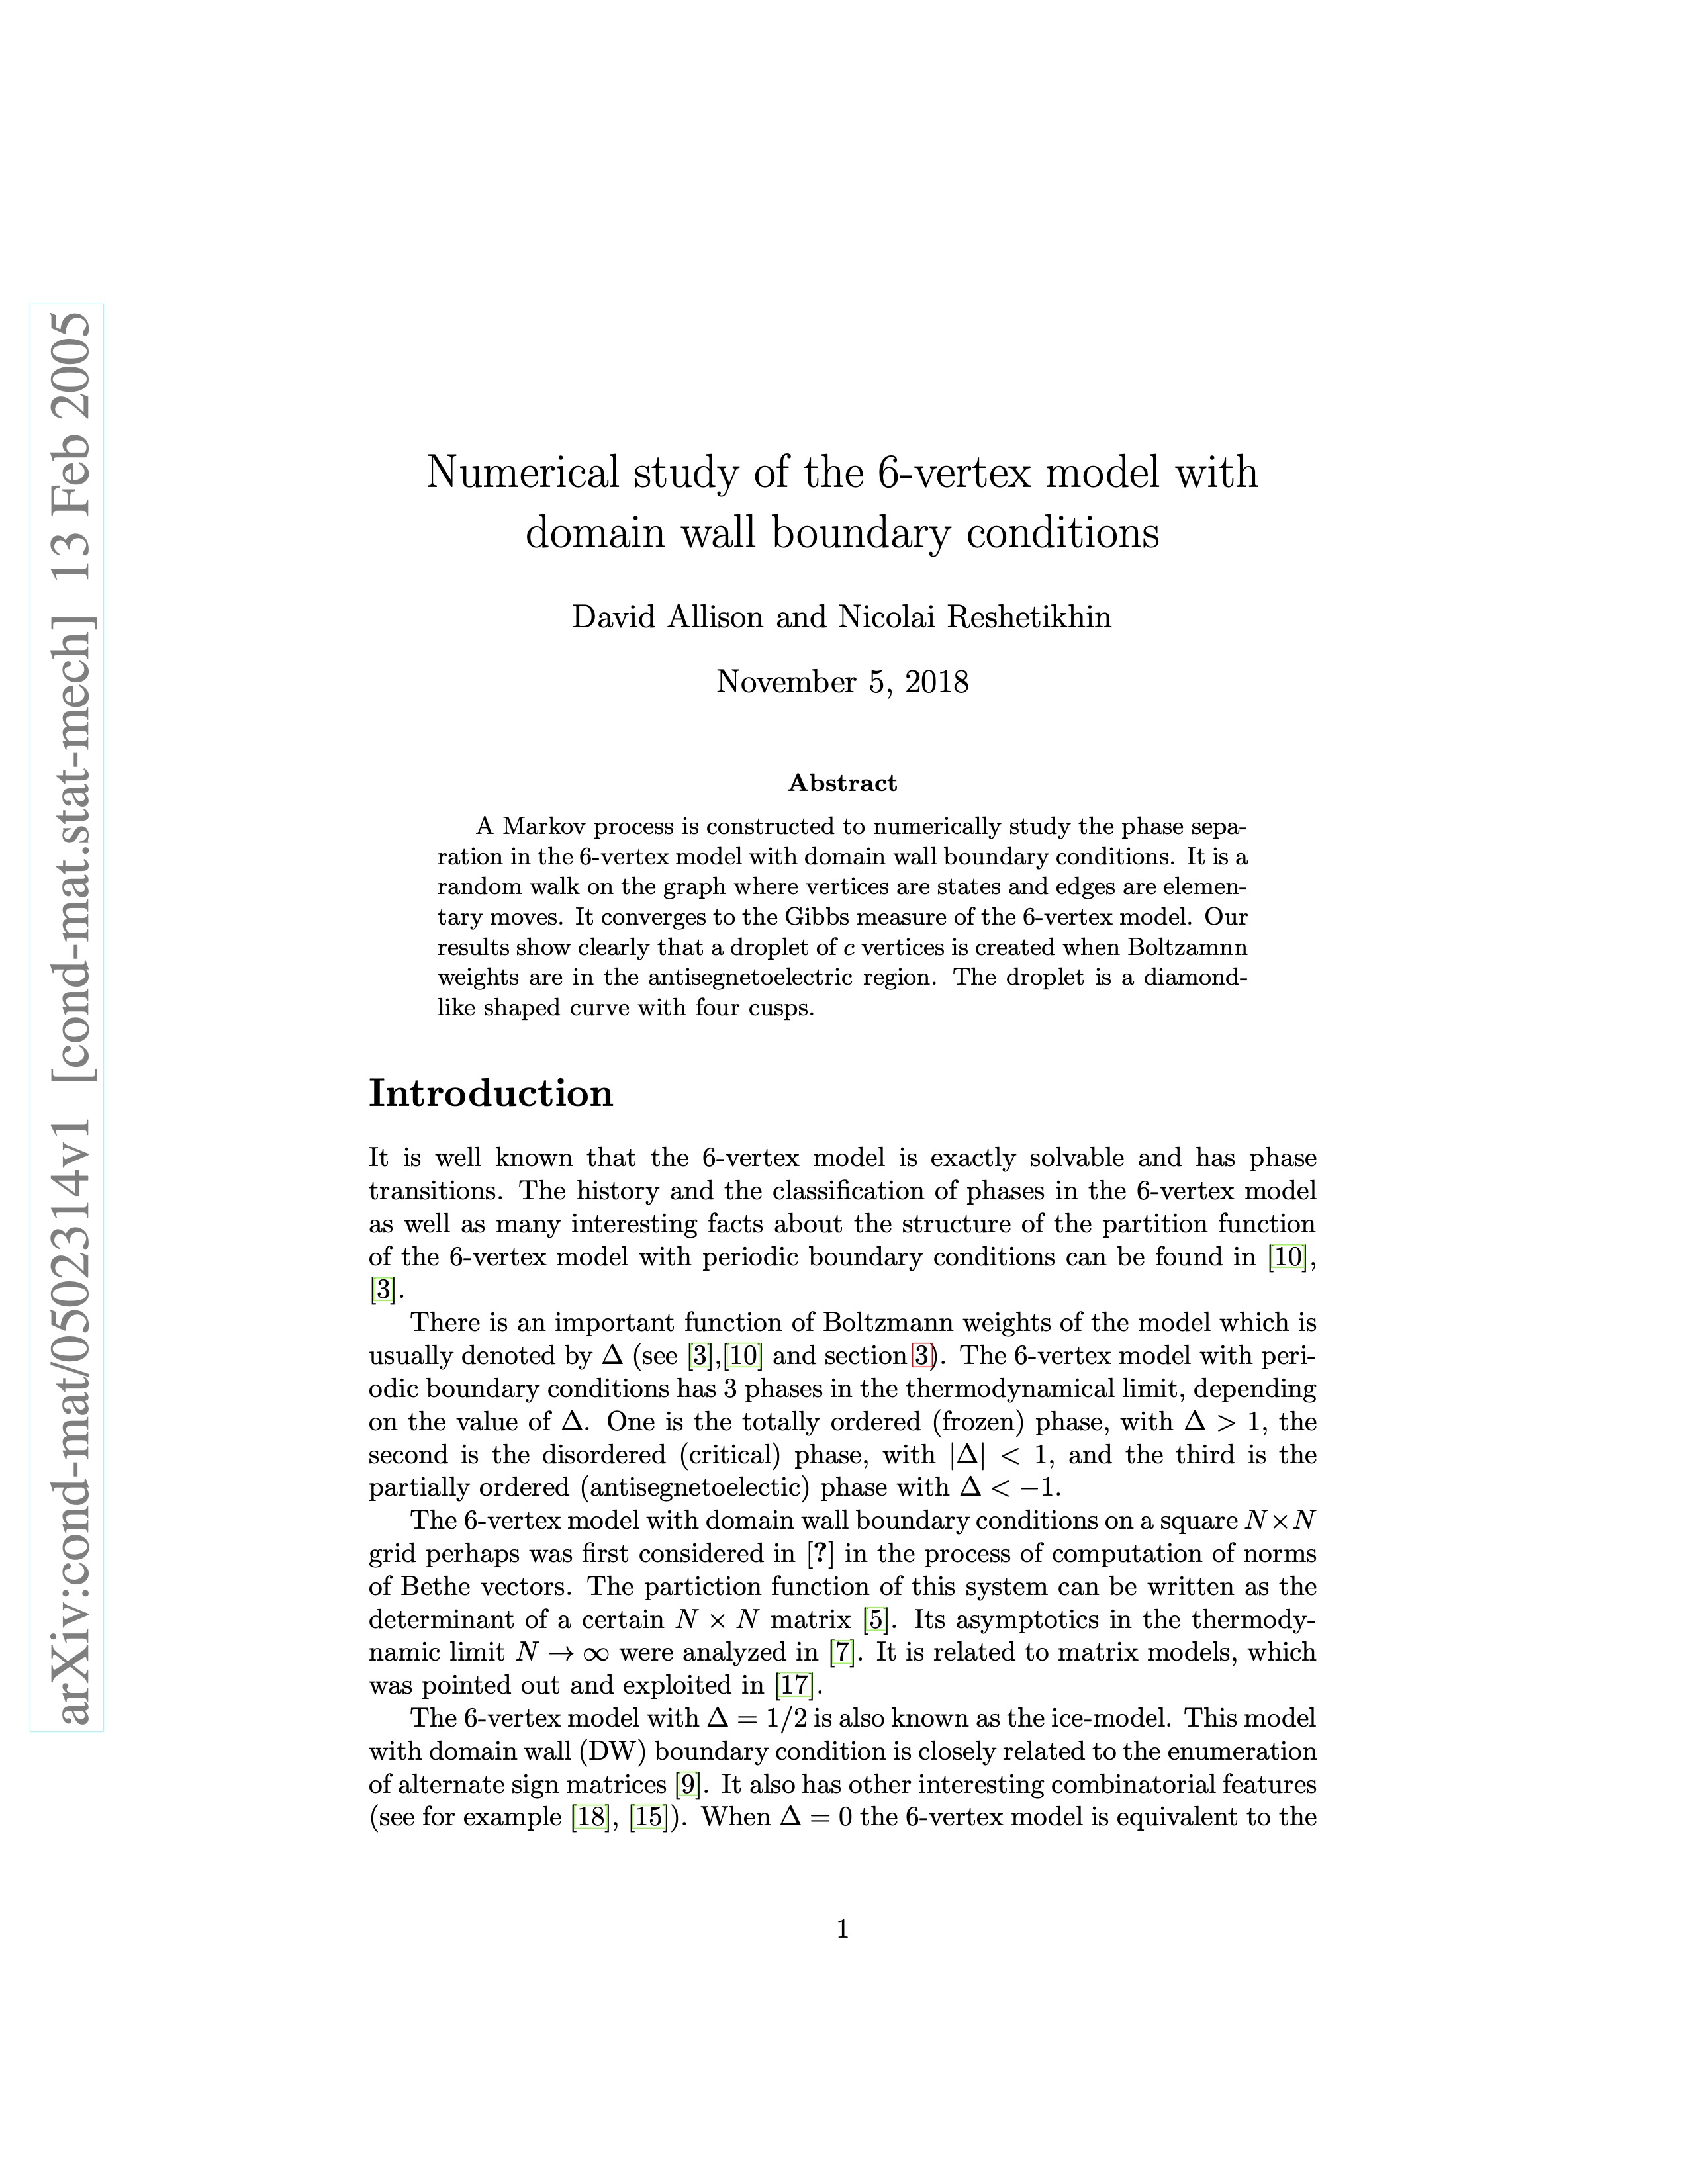 arXiv:cond-mat/0502314v1 [cond-mat.stat-mech] 13 Feb 2005
Numerical study of the 6-vertex model with
domain wall boundary conditions
David Allison and Nicolai Reshetikhin
November 5, 2018
Abstract
A Markov process is constructed to numerically study the phase sepa-
ration in the 6-vertex model with domain wall boundary conditions. It is a
random walk on the graph where vertices are states and edges are elemen-
tary moves. It converges to the Gibbs measure of the 6-vertex model. Our
results show clearly that a droplet of c vertices is created when Boltzamnn
weights are in the antisegnetoelectric region. The droplet is a diamond-
like shaped curve with four cusps.
Introduction
It is well known that the 6-vertex model is exactly solvable and has phase
transitions. The history and the classification of phases in the 6-vertex model
as well as many interesting facts about the structure of the partition function
of the 6-vertex model with periodic boundary conditions can be found in [10],
[3].
There is an important function of Boltzmann weights of the model which is
usually denoted by Δ (see [3],[10] and section 3). The 6-vertex model with peri-
odic boundary conditions has 3 phases in the thermodynamical limit, depending
on the value of Δ. One is the totally ordered (frozen) phase, with Δ > 1, the
second is the disordered (critical) phase, with |Δ| < 1, and the third is the
partially ordered (antisegnetoelectic) phase with Δ < −1.
The 6-vertex model with domain wall boundary conditions on a square N×N
grid perhaps was first considered in [?] in the process of computation of norms
of Bethe vectors. The partiction function of this system can be written as the
determinant of a certain N × N matrix [5]. Its asymptotics in the thermody-
namic limit N → ∞ were analyzed in [7]. It is related to matrix models, which
was pointed out and exploited in [17].
The 6-vertex model with Δ = 1/2 is also known as the ice-model. This model
with domain wall (DW) boundary condition is closely related to the enumeration
of alternate sign matrices [9]. It also has other interesting combinatorial features
(see for example [18], [15]). When Δ = 0 the 6-vertex model is equivalent to the
1